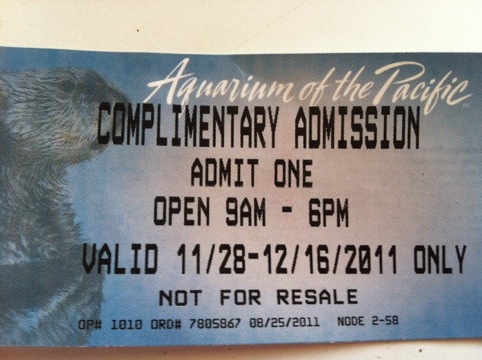 Aquarium of the Pacific
COMPLIMENTARY ADMISSION
ADMIT ONE
OPEN 9AM - 6PM
VALID 11/28-12/16/2011 ONLY
NOT FOR RESALE
OP# 1010 ORD# 7805867 08/25/2011 NODE 2-58